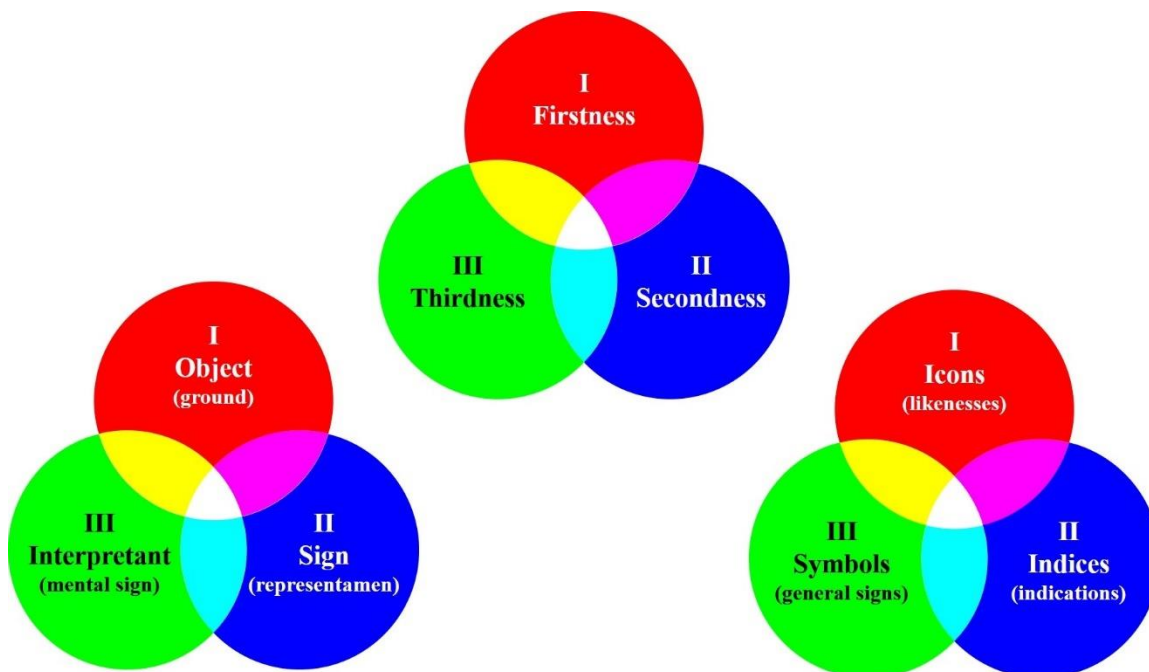 I
Firstness
III
Thirdness
II
Secondness
I
Object
(ground)
III
Interpretant
(mental sign)
II
Sign
(representamen)
I
Icons
(likenesses)
III
Symbols
(general signs)
II
Indices
(indications)